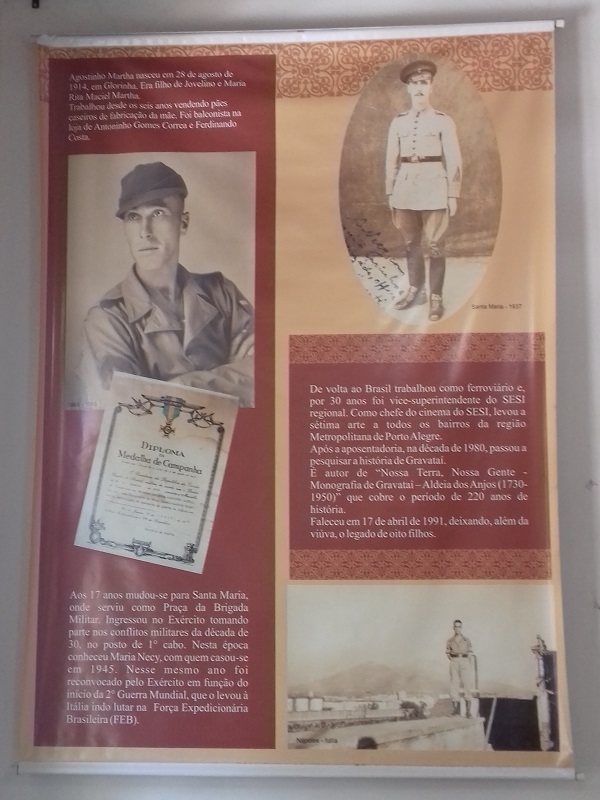 Agostinho Martha nasceu em 28 de agosto de
1914, em Glorinha. Era filho de Jovelino e Maria
Rita Maciel Martha.
Trabalhou desde os seis anos vendendo pães
caseiros de fabricação da mãe. Foi balconista na
loja de Antoninho Gomes Correa e Ferdinando
Costa.
Santa Maria - 1937
DIPLOMA
DA
Medalha de Campanha
De volta ao Brasil trabalhou como ferroviário e,
por 30 anos foi vice-superintendente do SESI
regional. Como chefe do cinema do SESI, levou a
sétima arte a todos os bairros da região
Metropolitana de Porto Alegre.
Após a aposentadoria, na década de 1980, passou a
pesquisar a história de Gravataí.
É autor de “Nossa Terra, Nossa Gente -
Monografia de Gravataí – Aldeia dos Anjos (1730-
1950)” que cobre o período de 220 anos de
história.
Faleceu em 17 de abril de 1991, deixando, além da
viúva, o legado de oito filhos.
Aos 17 anos mudou-se para Santa Maria,
onde serviu como Praça da Brigada
Militar. Ingressou no Exército tomando
parte nos conflitos militares da década de
30, no posto de 1° cabo. Nesta época
conheceu Maria Necy, com quem casou-se
em 1945. Nesse mesmo ano foi
reconvocado pelo Exército em função do
início da 2° Guerra Mundial, que o levou à
Itália indo lutar na Força Expedicionária
Brasileira (FEB).
Nápoles - Itália